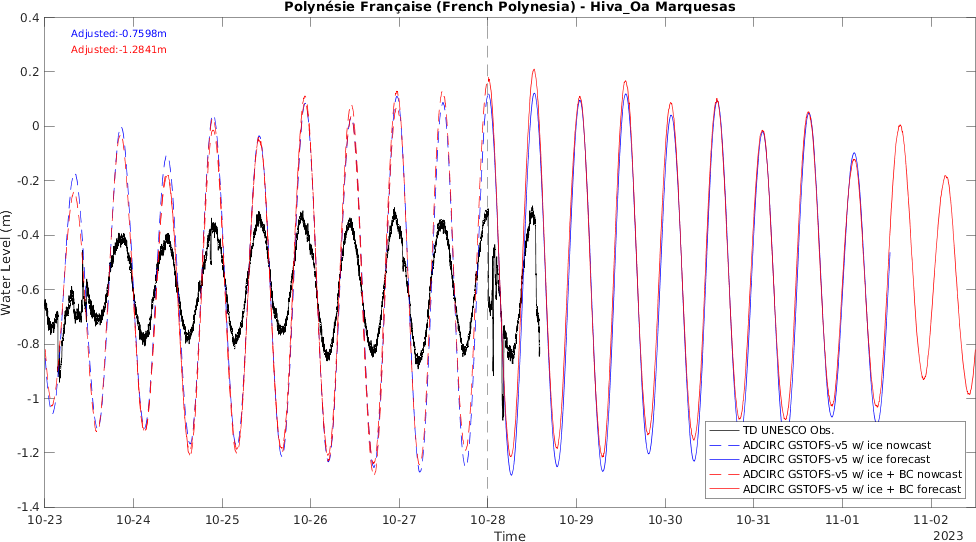 Polynésie Française (French Polynesia) - Hiva_Oa Marquesas
Adjusted:-0.7598m
Adjusted:-1.2841m
0.4
0.2
0
-0.2
-0.4
-0.6
-0.8
-1
-1.2
-1.4
Water Level (m)
TD UNESCO Obs.
ADCIRC GSTOFS-v5 w/ ice nowcast
ADCIRC GSTOFS-v5 w/ ice forecast
ADCIRC GSTOFS-v5 w/ ice + BC nowcast
ADCIRC GSTOFS-v5 w/ ice + BC forecast
10-23 10-24 10-25 10-26 10-27 10-28 10-29 10-30 10-31 11-01 11-02
Time
2023